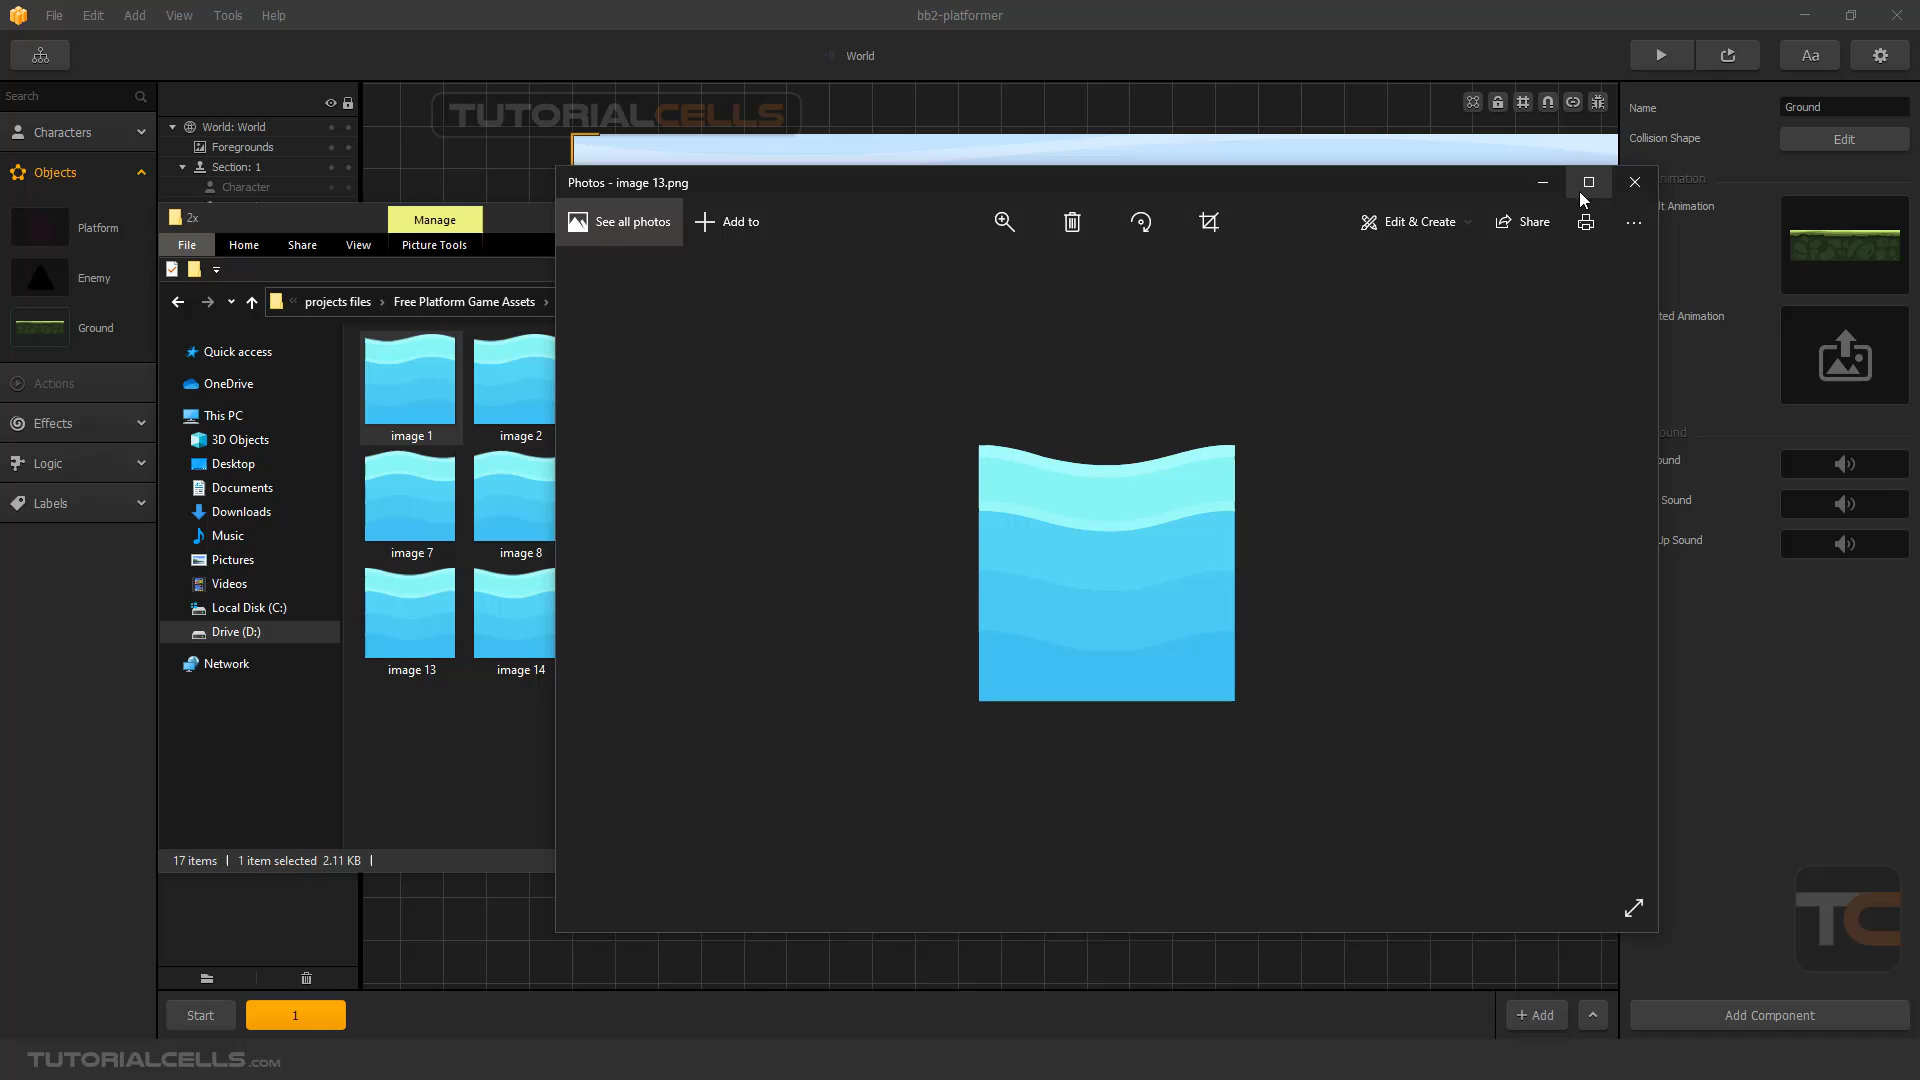 File Edit Add View Tools Help
bb2-platformer
World
Aa
Search
Characters
Objects
Platform
Enemy
Ground
Actions
Effects
Logic
Labels
World: World
Foregrounds
Section: 1
Character
TUTORIALCELLS
Name
Ground
Collision Shape
Edit
nimation
lt Animation
ted Animation
ound
ound
Sound
Up Sound
2x
Manage
File Home Share View Picture Tools
projects files
Free Platform Game Assets
Quick access
OneDrive
This PC
3D Objects
Desktop
Documents
Downloads
Music
Pictures
Videos
Local Disk (C:)
Drive (D:)
Network
image 1
image 2
image 7
image 8
image 13
image 14
17 items
1 item selected 2.11 KB
Photos - image 13.png
See all photos
Add to
Edit & Create
Share
Start
1
Add
Add Component
TC
TUTORIALCELLS.COM